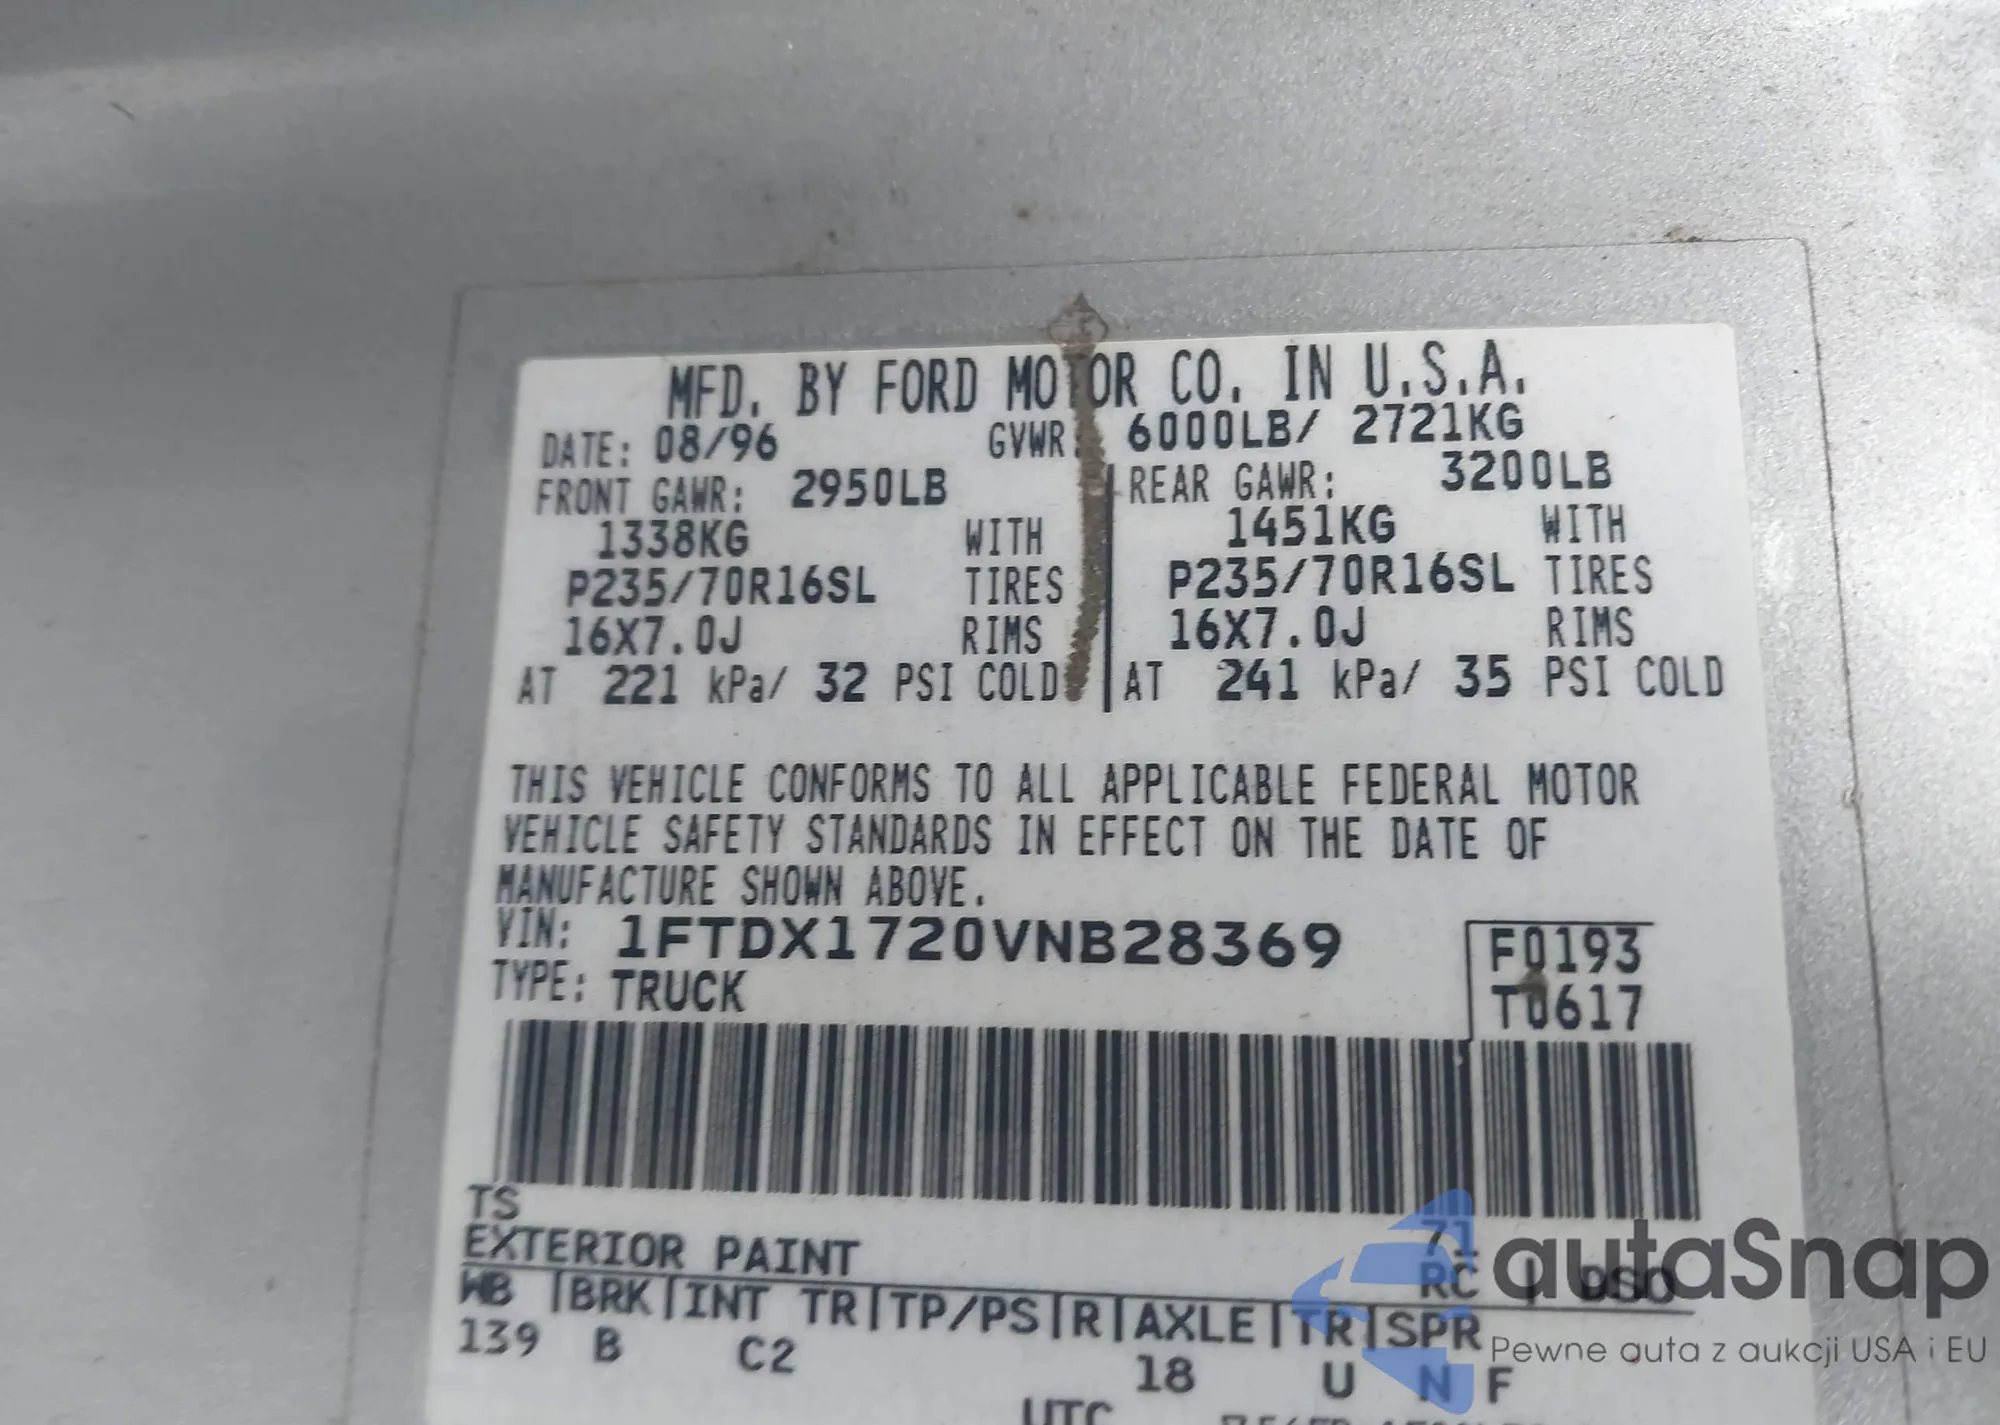 MFD. BY FORD MOTOR CO. IN U.S.A.
DATE: 08/96 GVWR: 6000LB/ 2721KG
FRONT GAWR: 2950LB REAR GAWR: 3200LB
1338KG WITH 1451KG WITH
P235/70R16SL TIRES P235/70R16SL TIRES
16X7.0J RIMS 16X7.0J RIMS
AT 221 kPa/ 32 PSI COLD AT 241 kPa/ 35 PSI COLD
THIS VEHICLE CONFORMS TO ALL APPLICABLE FEDERAL MOTOR
VEHICLE SAFETY STANDARDS IN EFFECT ON THE DATE OF
MANUFACTURE SHOWN ABOVE.
VIN: 1FTDX1720VNB28369 F0193
TYPE: TRUCK T0617
TS 71
EXTERIOR PAINT RC DSO
WB BRK INT TR TP/PS R AXLE TR SPR
139 B C2 18 U N F
UTC
autaSnap
Pewne auta z aukcji USA i EU